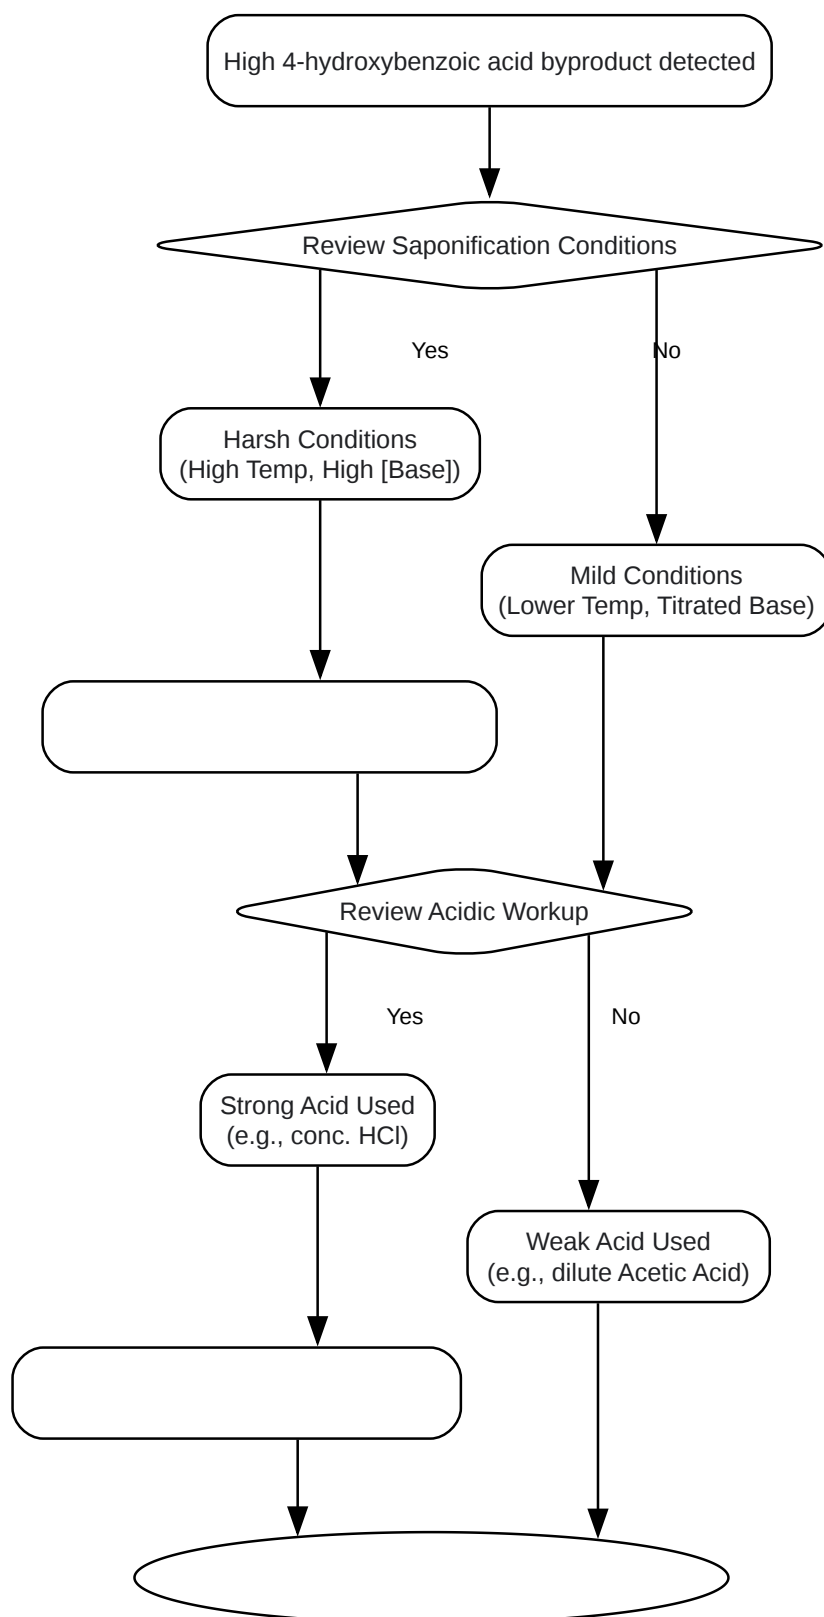 High 4-hydroxybenzoic acid byproduct detected
Review Saponification Conditions
Yes
No
Harsh Conditions
(High Temp, High [Base])
Mild Conditions
(Lower Temp, Titrated Base)
Review Acidic Workup
Yes
No
Strong Acid Used
(e.g., conc. HCl)
Weak Acid Used
(e.g., dilute Acetic Acid)